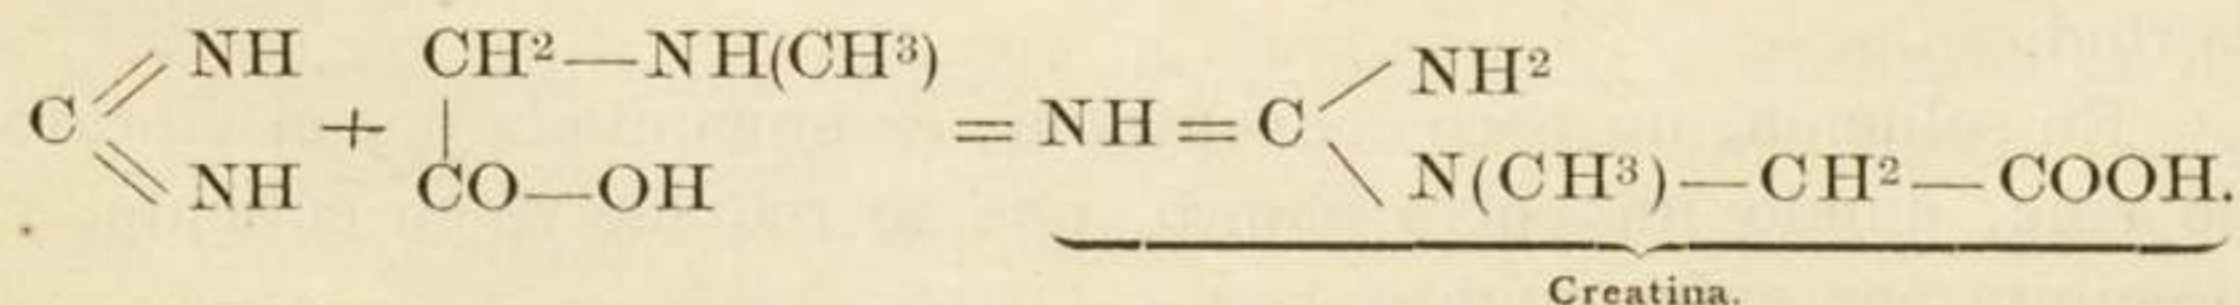 NH CH²—NH(CH³) NH²
C + | = NH=C
NH CO—OH N(CH³)—CH²—COOH.
Creatina.